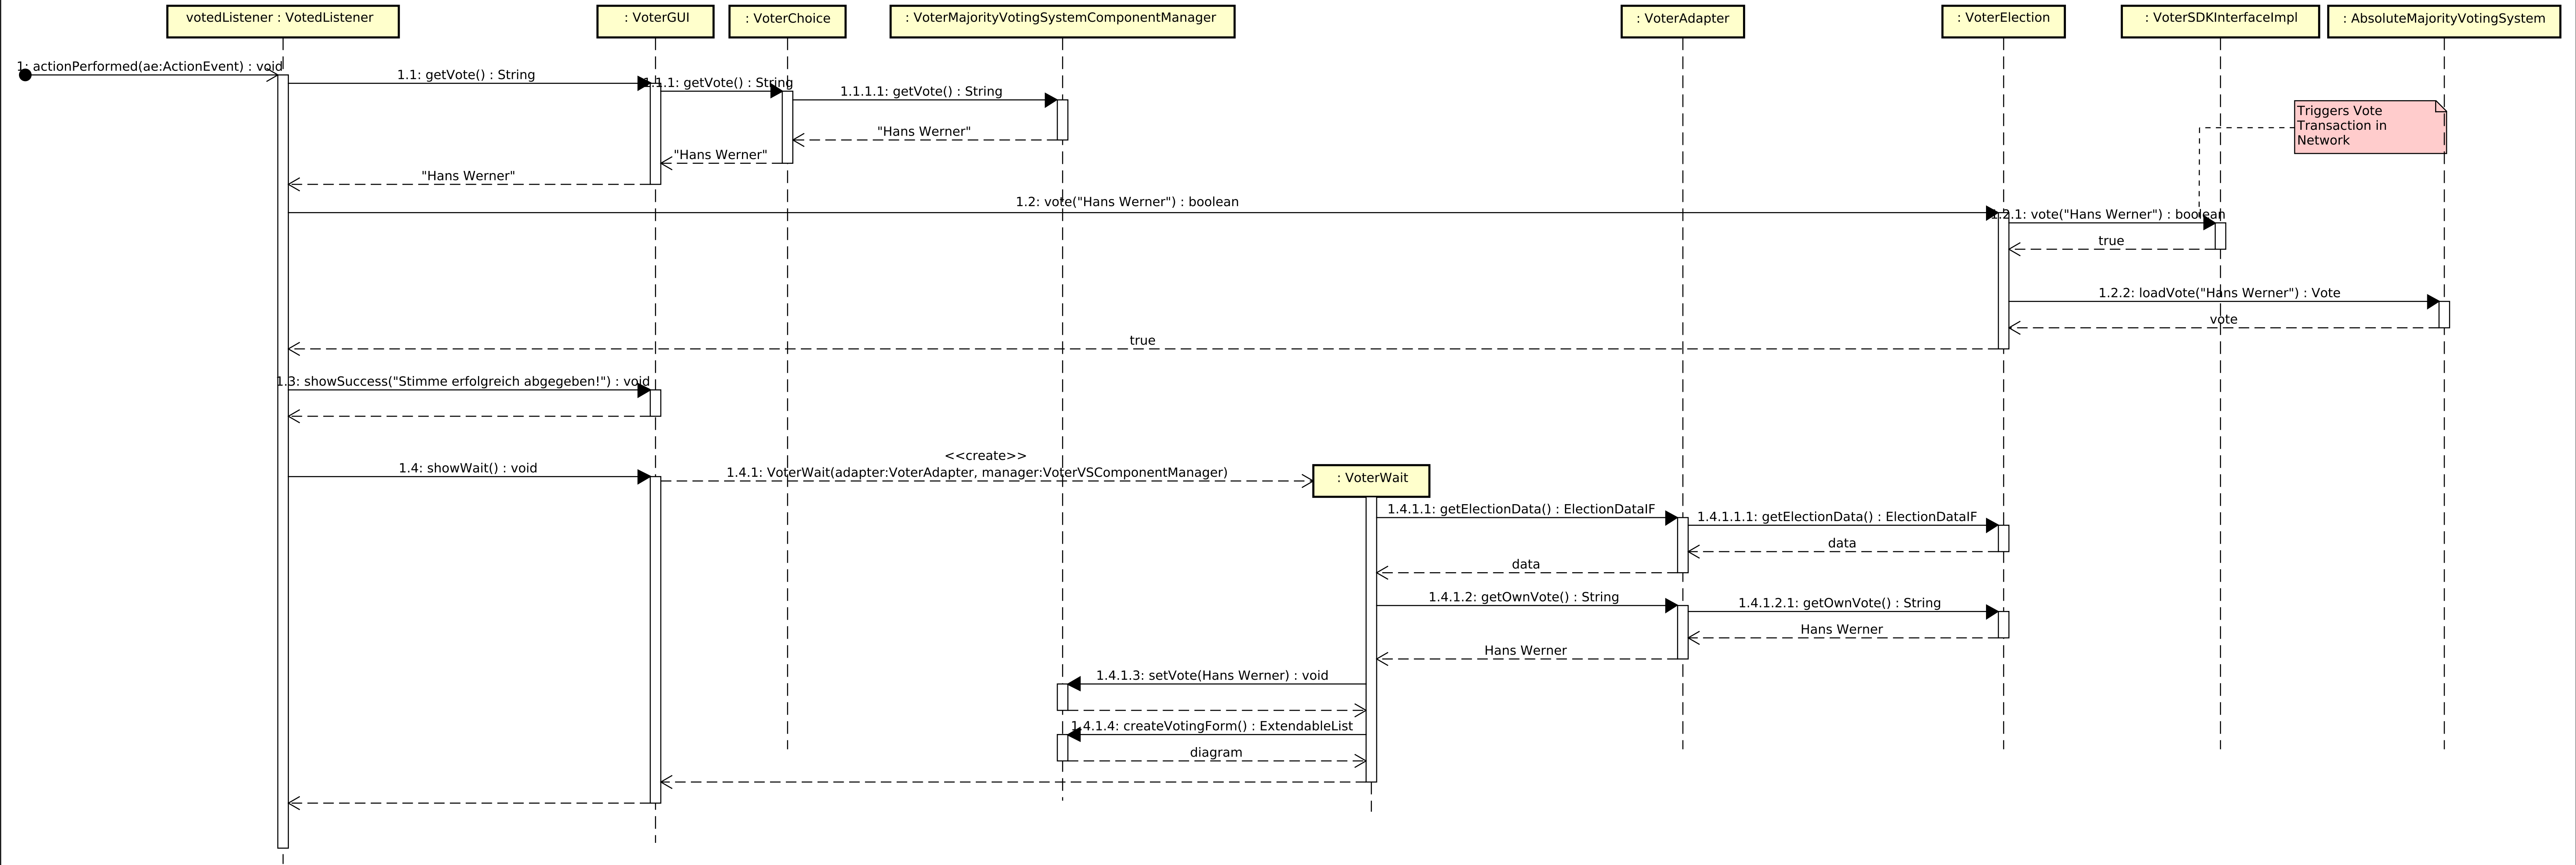 votedListener : VotedListener
: VoterGUI
: VoterChoice
: VoterMajorityVotingSystemComponentManager
: VoterAdapter
: VoterElection
: VoterSDKInterfaceImpl
: AbsoluteMajorityVotingSystem
1: actionPerformed(ae:ActionEvent) : void
1.1: getVote() : String
1.1.1: getVote() : String
1.1.1.1: getVote() : String
"Hans Werner"
"Hans Werner"
"Hans Werner"
Triggers Vote
Transaction in
Network
1.2: vote("Hans Werner") : boolean
1.2.1: vote("Hans Werner") : boolean
true
1.2.2: loadVote("Hans Werner") : Vote
vote
true
1.3: showSuccess("Stimme erfolgreich abgegeben!") : void
1.4: showWait() : void
<<create>>
1.4.1: VoterWait(adapter:VoterAdapter, manager:VoterVSComponentManager)
: VoterWait
1.4.1.1: getElectionData() : ElectionDataIF
1.4.1.1.1: getElectionData() : ElectionDataIF
data
data
1.4.1.2: getOwnVote() : String
1.4.1.2.1: getOwnVote() : String
Hans Werner
Hans Werner
1.4.1.3: setVote(Hans Werner) : void
1.4.1.4: createVotingForm() : ExtendableList
diagram